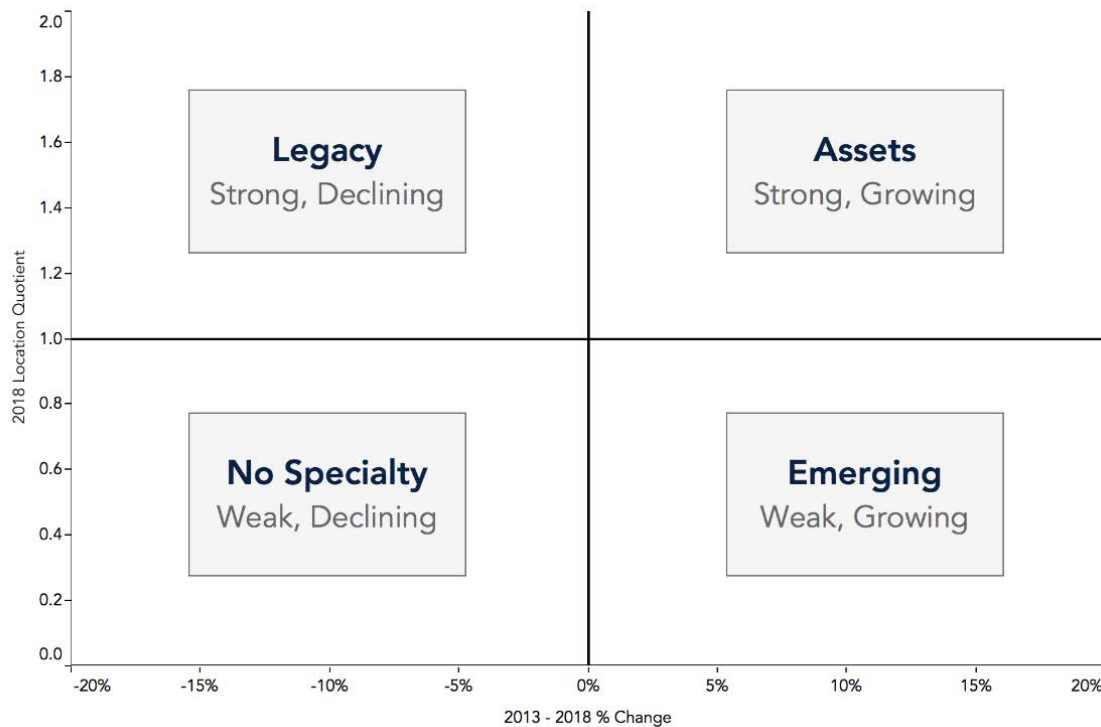 2.0
1.8
Legacy
Assets
1.6
Strong, Declining
Strong, Growing
1.4
1.2
2018 Location Quotient
1.0
0.8
No Specialty
Emerging
0.6
Weak, Declining
Weak, Growing
0.4
0.2
0.0
-20% -15% -10% -5% 0% 5% 10% 15% 20%
2013 - 2018 % Change